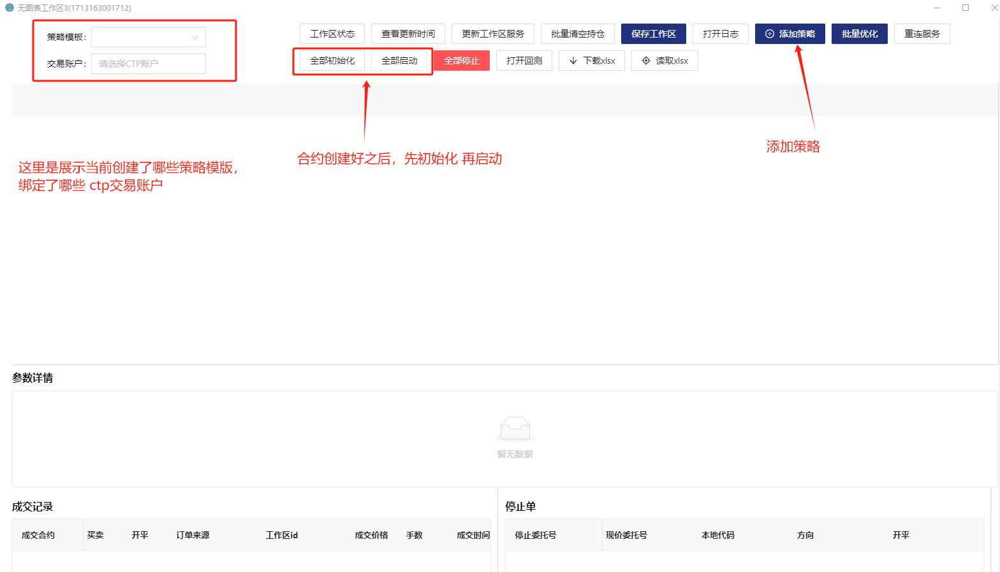 无图表工作区3(1713163001712)
策略模板：
交易账户： 请选择CTP账户
工作区状态 查看更新时间 更新工作区服务 批量清空持仓 保存工作区 打开日志 添加策略 批量优化 重连服务
全部初始化 全部启动 全部停止 打开回测 下载xlsx 读取xlsx
添加策略
合约创建好之后，先初始化 再启动
这里是展示当前创建了哪些策略模版，
绑定了哪些 ctp交易账户
参数详情
暂无数据
成交记录
成交合约 买卖 开平 订单来源 工作区id 成交价格 手数 成交时间
停止单
停止委托号 现价委托号 本地代码 方向 开平